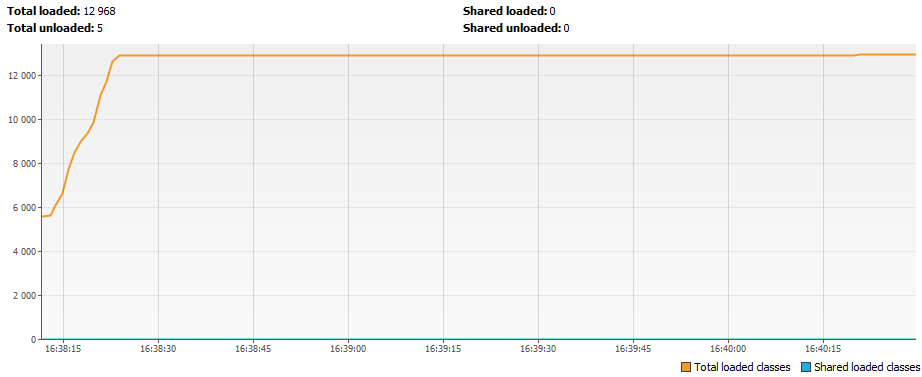 Total loaded: 12 968 Shared loaded: 0
Total unloaded: 5 Shared unloaded: 0
12 000
10 000
8 000
6 000
4 000
2 000
0
16:38:15 16:38:30 16:38:45 16:39:00 16:39:15 16:39:30 16:39:45 16:40:00 16:40:15
Total loaded classes Shared loaded classes